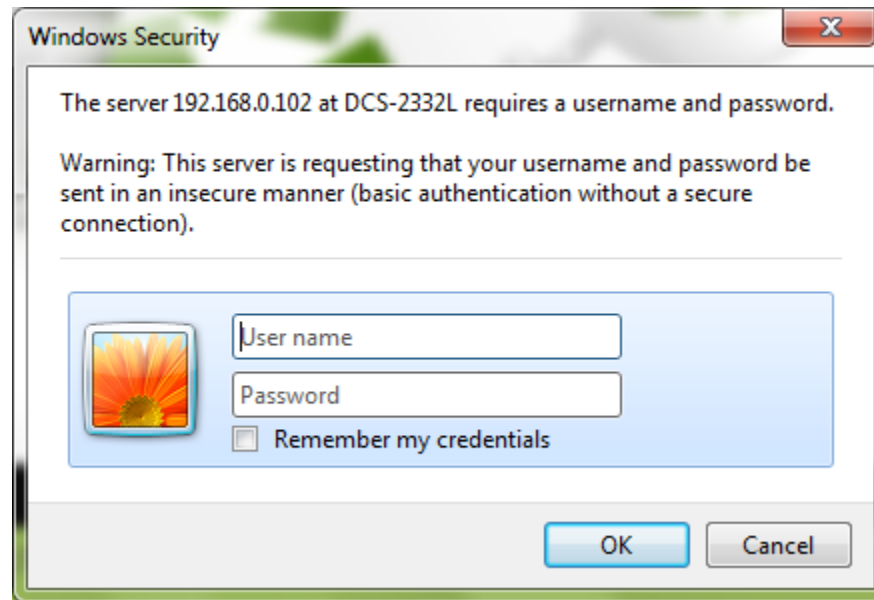 Windows Security
The server 192.168.0.102 at DCS-2332L requires a username and password.
Warning: This server is requesting that your username and password be
sent in an insecure manner (basic authentication without a secure
connection).
User name
Password
Remember my credentials
OK
Cancel